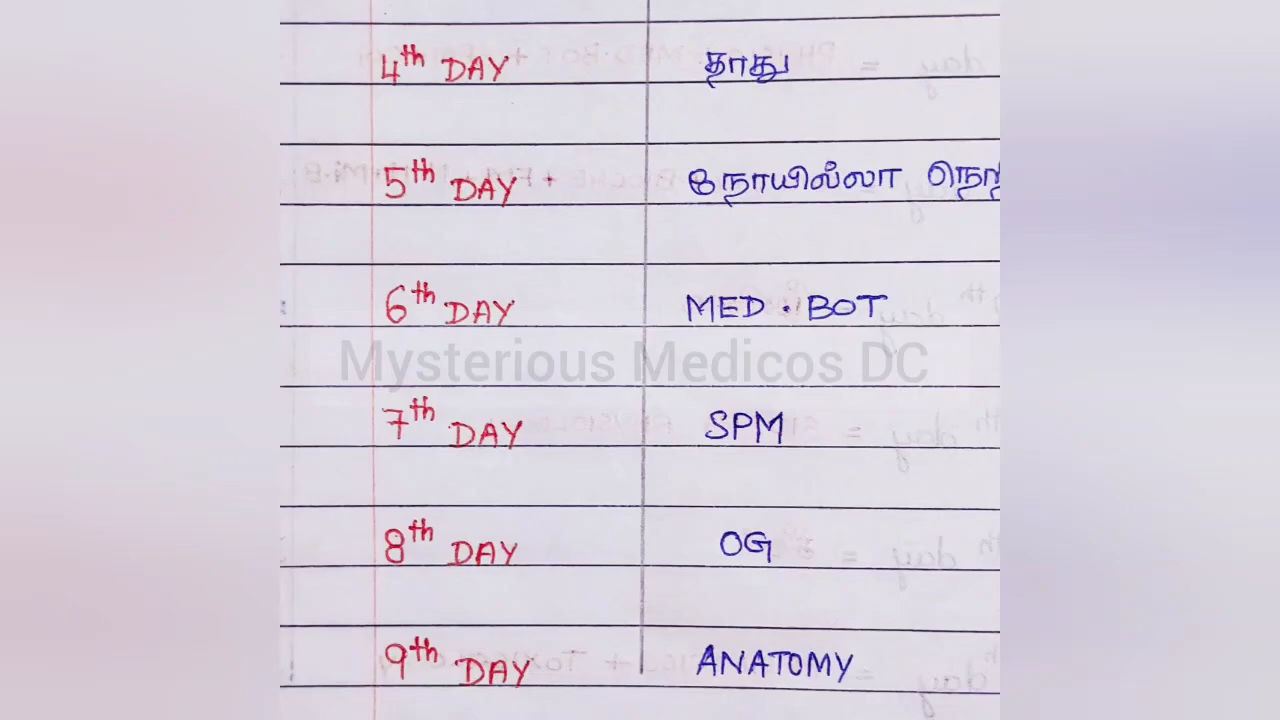 4th DAY தாது
5th DAY நோயில்லா
6th DAY MED. BOT
Mysterious Medicos DC
7th DAY SPM
8th DAY OG
9th DAY ANATOMY